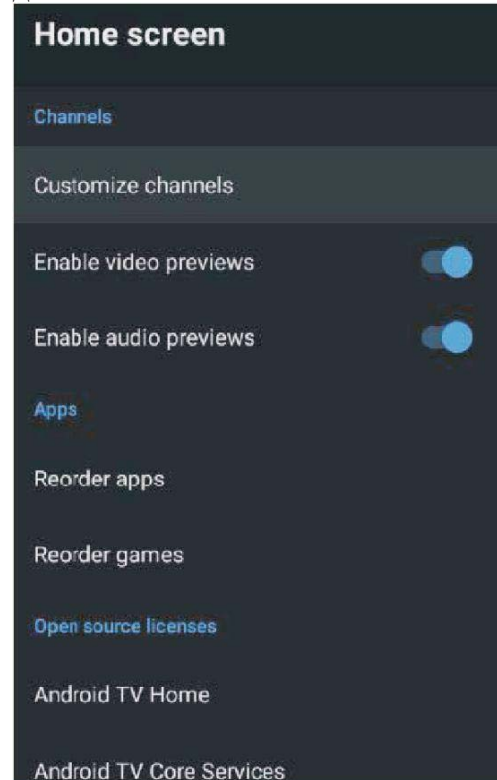 Home screen
Channels
Customize channels
Enable video previews
Enable audio previews
Apps
Reorder apps
Reorder games
Open source licenses
Android TV Home
Android TV Core Services